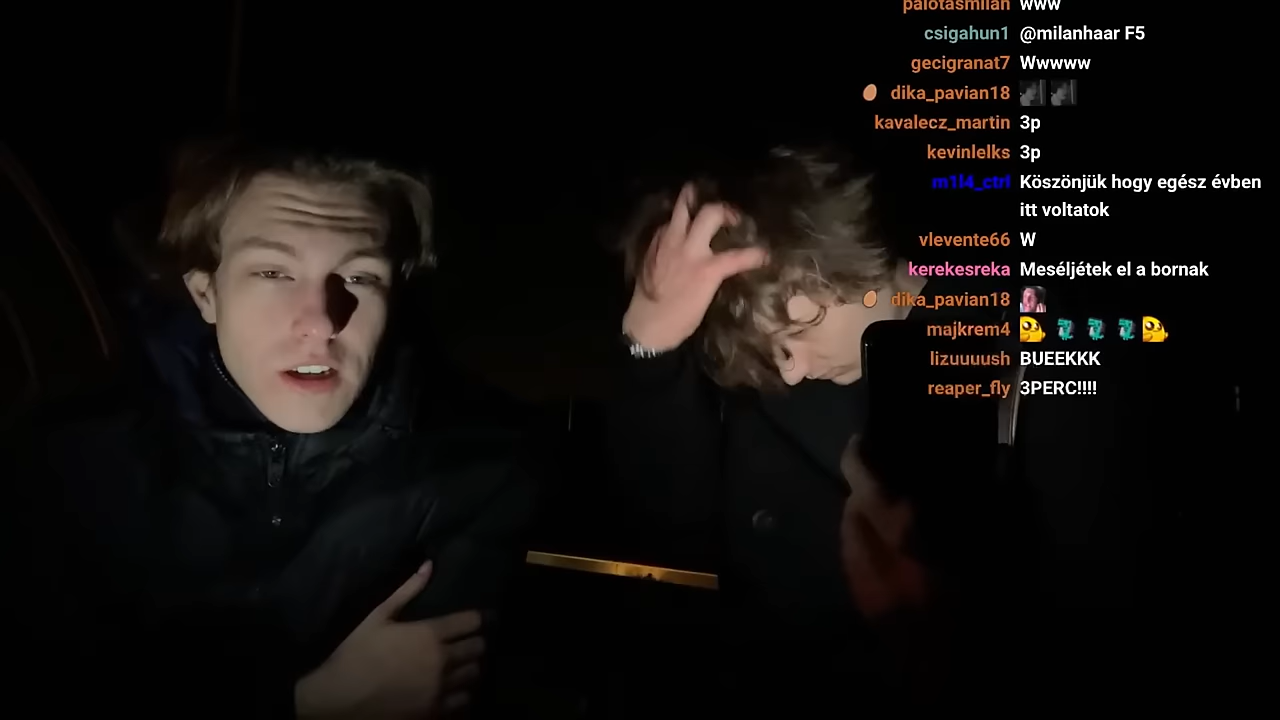 palotasmilan www
csigahun1 @milanhaar F5
gecigranat7 Wwwww
dika_pavian18
kavalecz_martin 3p
kevinlelks 3p
m1l4_ctrl Köszönjük hogy egész évben
itt voltatok
vlevente66 W
kerekesreka Meséljétek el a bornak
dika_pavian18
majkrem4
lizuuuush BUEEKKK
reaper_fly 3PERC!!!!